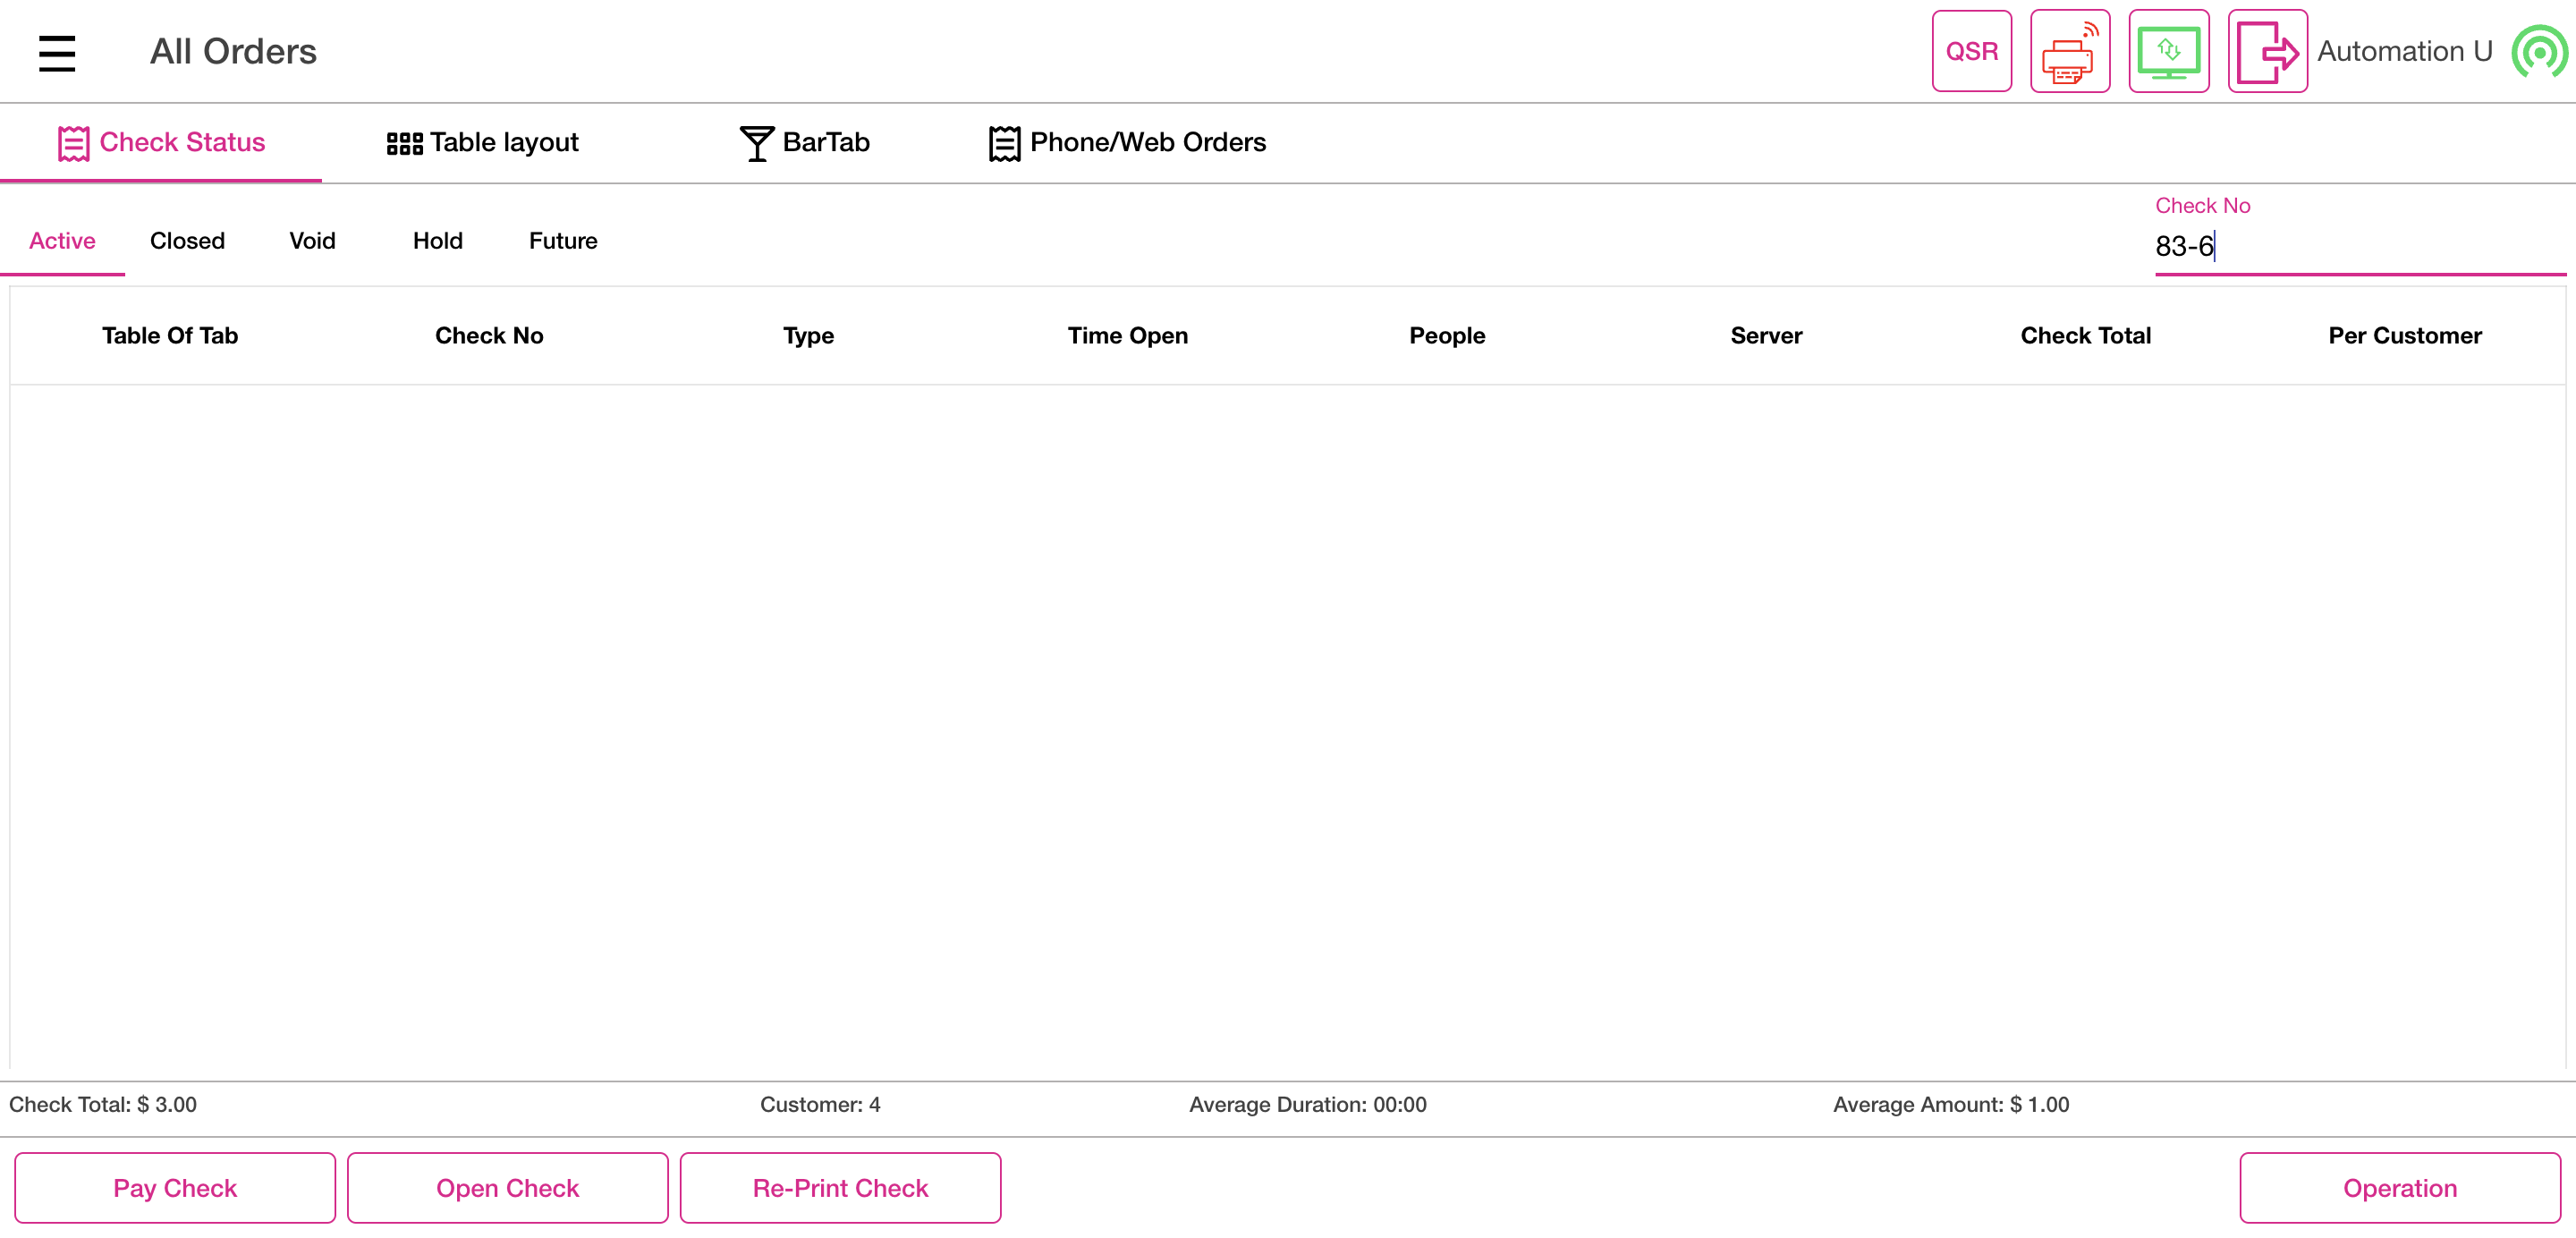 All Orders
QSR
Automation U
Check Status
Table layout
BarTab
Phone/Web Orders
Active
Closed
Void
Hold
Future
Check No
83-6
Table Of Tab
Check No
Type
Time Open
People
Server
Check Total
Per Customer
Check Total: $ 3.00
Customer: 4
Average Duration: 00:00
Average Amount: $ 1.00
Pay Check
Open Check
Re-Print Check
Operation